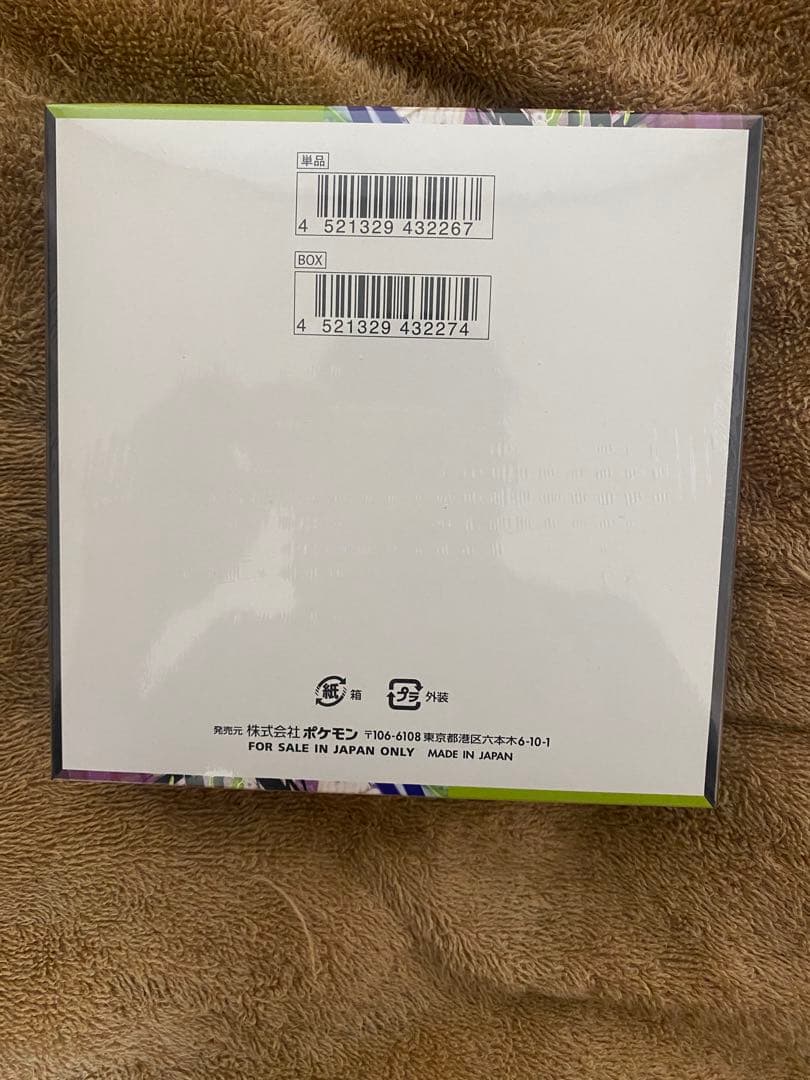 単品
4 521329 432267
BOX
4 521329 432274
紙 箱 プラ 外装
発売元 株式会社 ポケモン 〒106-6108 東京都港区六本木6-10-1
FOR SALE IN JAPAN ONLY MADE IN JAPAN